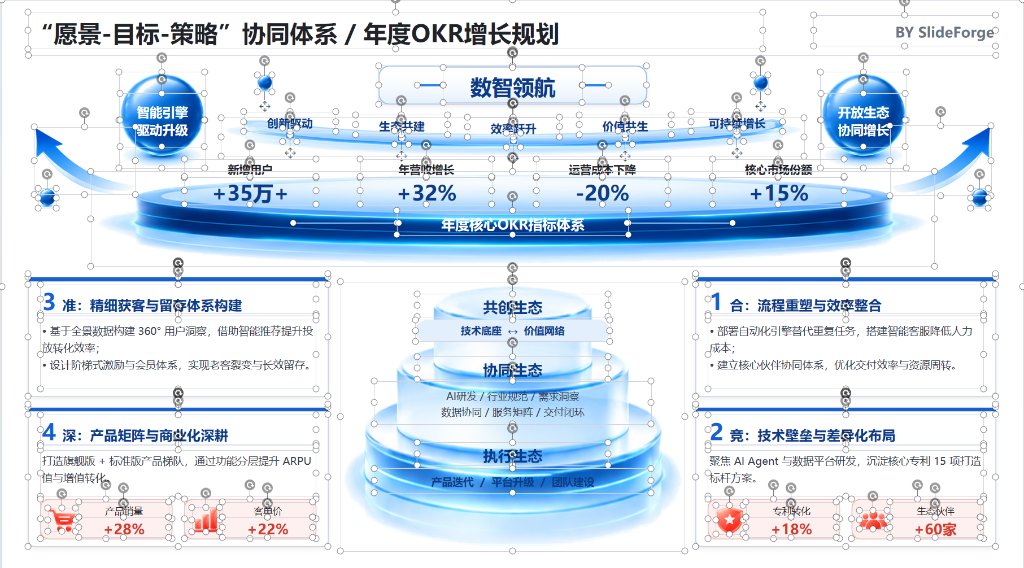 “愿景-目标-策略”协同体系 / 年度OKR增长规划
BY SlideForge
数智领航
智能引擎
驱动升级
开放生态
协同增长
创新驱动
生态共建
效率跃升
价值共生
可持续增长
新增用户
年营收增长
运营成本下降
核心市场份额
+35万+
+32%
-20%
+15%
年度核心OKR指标体系
3 准：精细获客与留存体系构建
• 基于全景数据构建 360° 用户洞察，借助智能推荐提升投
放转化效率；
• 设计阶梯式激励与会员体系，实现老客裂变与长效留存。
共创生态
技术底座 ↔ 价值网络
协同生态
AI研发 / 行业规范 / 需求洞察
数据协同 / 服务矩阵 / 交付闭环
执行生态
产品迭代 / 平台升级 / 团队建设
1 合：流程重塑与效率整合
• 部署自动化引擎替代重复任务，搭建智能客服降低人力
成本；
• 建立核心伙伴协同体系，优化交付效率与资源周转。
4 深：产品矩阵与商业化深耕
打造旗舰版 + 标准版产品梯队，通过功能分层提升 ARPU
值与增值转化。
产品销量
+28%
客单价
+22%
2 竞：技术壁垒与差异化布局
聚焦 AI Agent 与数据平台研发，沉淀核心专利 15 项打造
标杆方案。
专利转化
+18%
生态伙伴
+60家